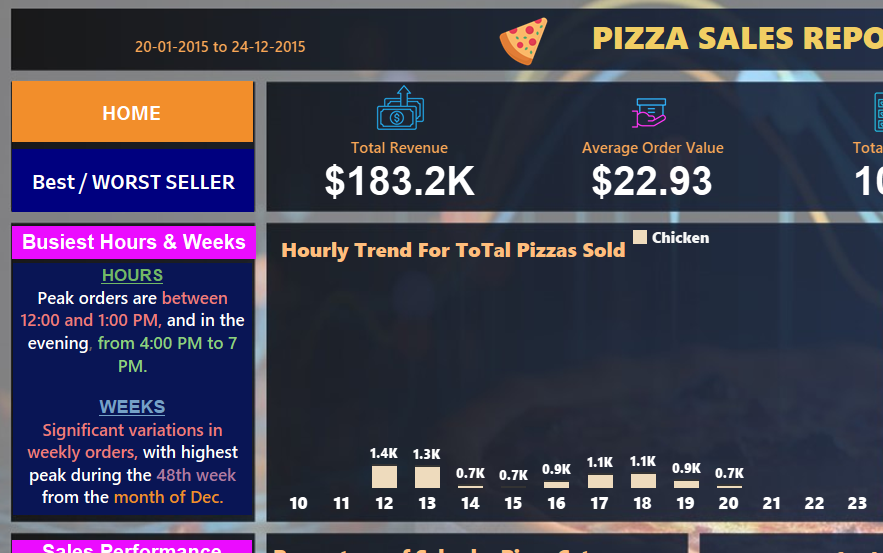 20-01-2015 to 24-12-2015
PIZZA SALES REPO
HOME
Best / WORST SELLER
Total Revenue
$183.2K
Average Order Value
$22.93
Tota
10
Busiest Hours & Weeks
HOURS
Peak orders are between
12:00 and 1:00 PM, and in the
evening, from 4:00 PM to 7
PM.
WEEKS
Significant variations in
weekly orders, with highest
peak during the 48th week
from the month of Dec.
Hourly Trend For ToTal Pizzas Sold
Chicken
1.4K 1.3K 0.7K 0.7K 0.9K 1.1K 1.1K 0.9K 0.7K
10 11 12 13 14 15 16 17 18 19 20 21 22 23
Sales Performance